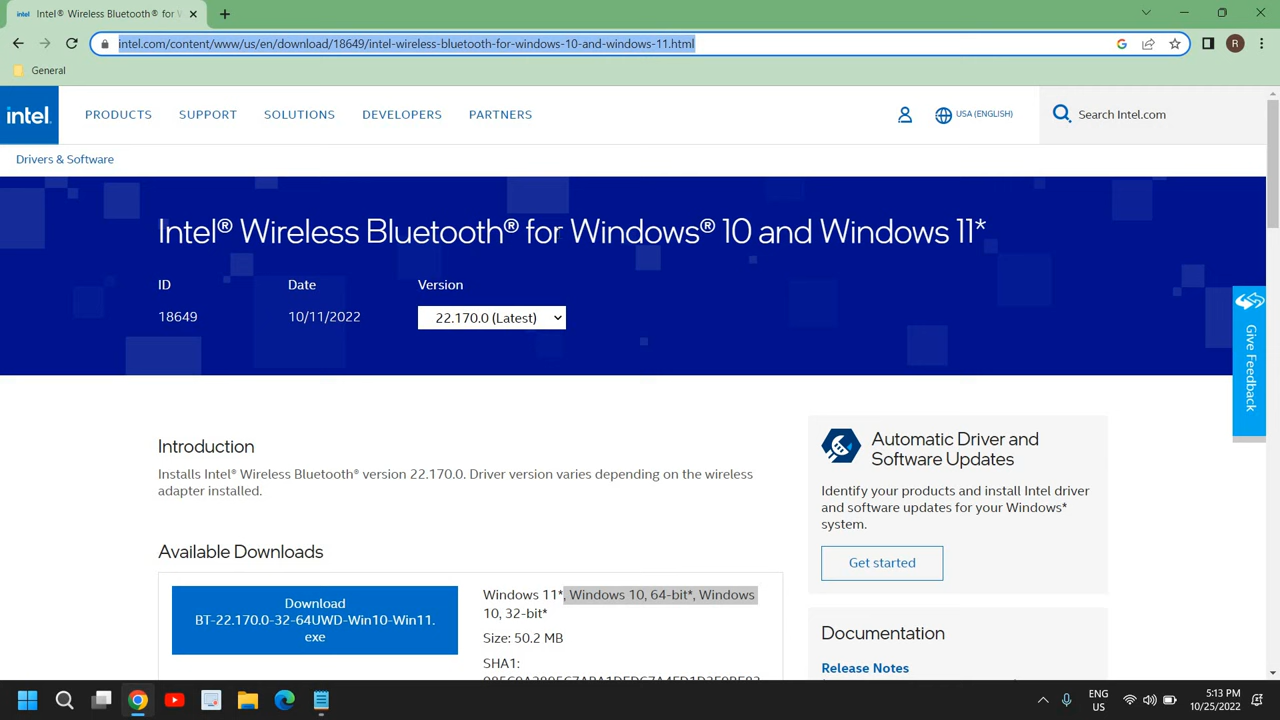 intel Intel® Wireless Bluetooth® for W
intel.com/content/www/us/en/download/18649/intel-wireless-bluetooth-for-windows-10-and-windows-11.html
R
General
intel.
PRODUCTS
SUPPORT
SOLUTIONS
DEVELOPERS
PARTNERS
USA (ENGLISH)
Search Intel.com
Drivers & Software
Intel® Wireless Bluetooth® for Windows® 10 and Windows 11*
ID
Date
Version
18649
10/11/2022
22.170.0 (Latest)
Give Feedback
Introduction
Installs Intel® Wireless Bluetooth® version 22.170.0. Driver version varies depending on the wireless
adapter installed.
Available Downloads
Download
BT-22.170.0-32-64UWD-Win10-Win11.
exe
Windows 11*, Windows 10, 64-bit*, Windows
10, 32-bit*
Size: 50.2 MB
SHA1:
Automatic Driver and
Software Updates
Identify your products and install Intel driver
and software updates for your Windows*
system.
Get started
Documentation
Release Notes
ENG
US
5:13 PM
10/25/2022